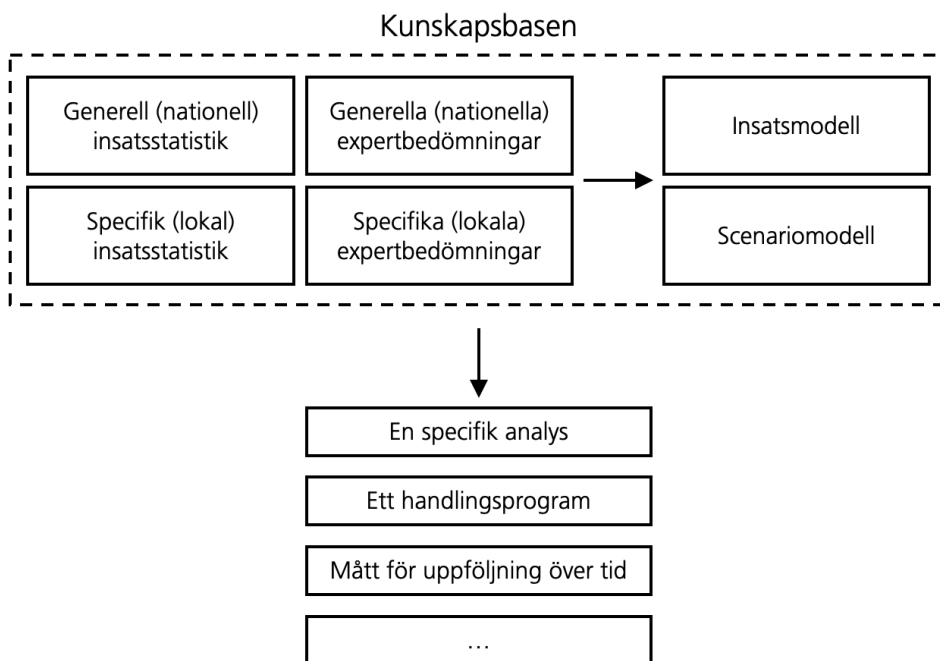 Kunskapsbasen
Generell (nationell)
insatsstatistik
Generella (nationella)
expertbedömningar
Insatsmodell
Specifik (lokal)
insatsstatistik
Specifika (lokala)
expertbedömningar
Scenariomodell
En specifik analys
Ett handlingsprogram
Mått för uppföljning över tid
...